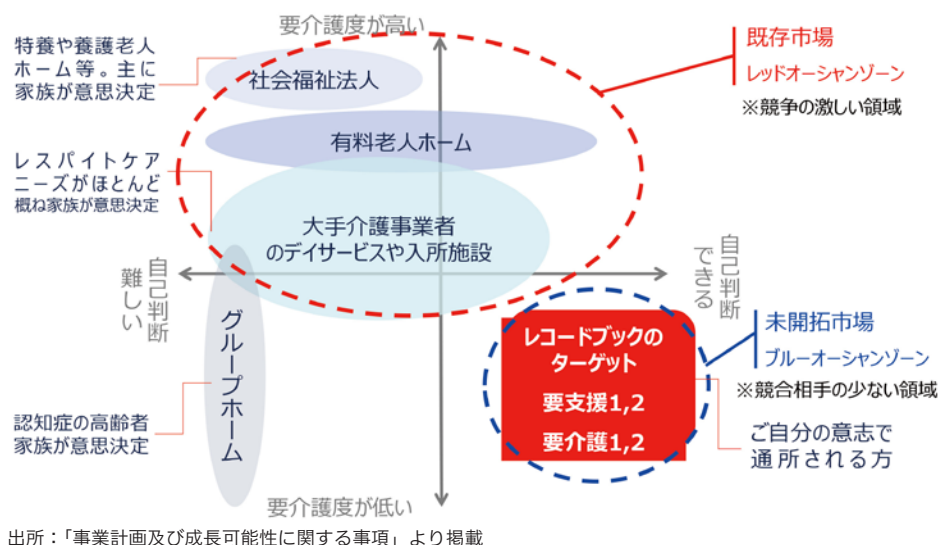 要介護度が高い
特養や養護老人
ホーム等。主に
家族が意思決定
社会福祉法人
既存市場
レッドオーシャンゾーン
※競争の激しい領域
有料老人ホーム
レスパイトケア
ニーズがほとんど
概ね家族が意思決定
大手介護事業者
のデイサービスや入所施設
自己判断
難しい
自己判断
できる
グループホーム
レコードブックの
ターゲット
要支援1,2
要介護1,2
未開拓市場
ブルーオーシャンゾーン
※競合相手の少ない領域
ご自分の意志で
通所される方
認知症の高齢者
家族が意思決定
要介護度が低い
出所：「事業計画及び成長可能性に関する事項」より掲載